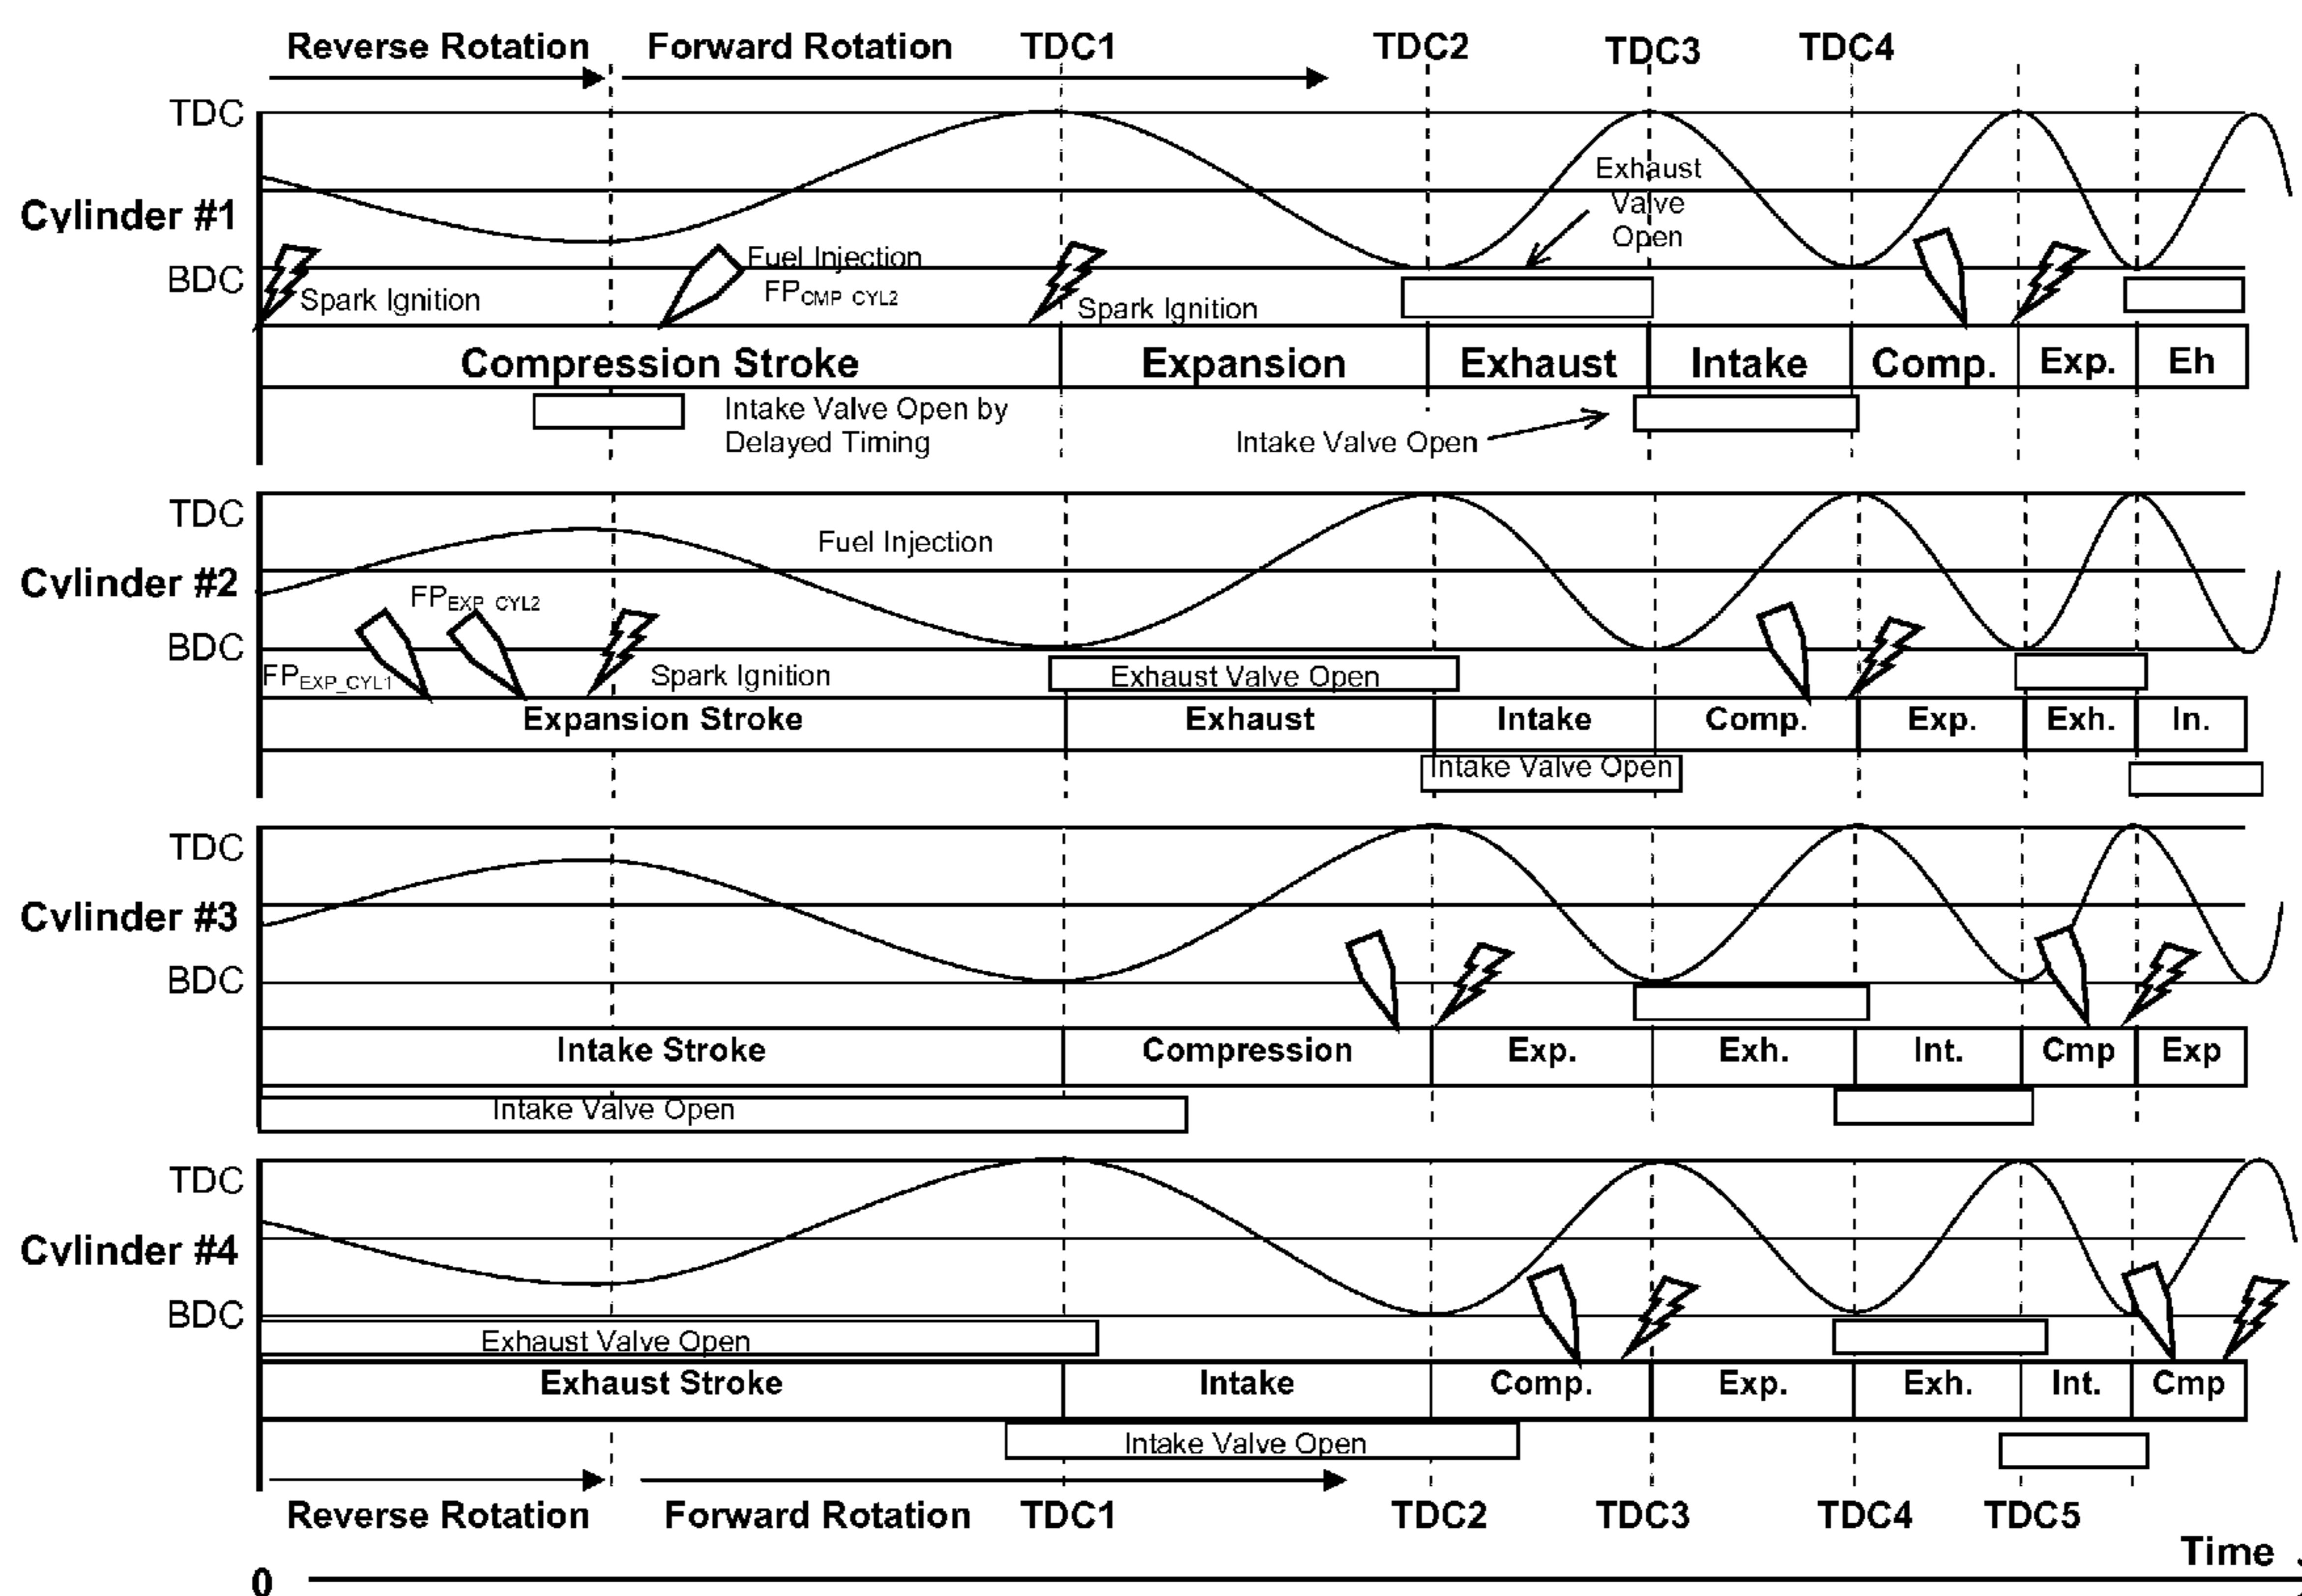 Reverse Rotation Forward Rotation TDC1 TDC2 TDC3 TDC4
TDC
Exhaust
Valve
Open
Cylinder #1
BDC
Fuel Injection
FPCMP_CYL2
Spark Ignition
Spark Ignition
Compression Stroke Expansion Exhaust Intake Comp. Exp. Eh
Intake Valve Open by
Delayed Timing
Intake Valve Open
TDC
Fuel Injection
Cylinder #2
FPEXP_CYL2
BDC
FPEXP_CYL1
Spark Ignition
Exhaust Valve Open
Expansion Stroke Exhaust Intake Comp. Exp. Exh. In.
Intake Valve Open
TDC
Cylinder #3
BDC
Intake Stroke Compression Exp. Exh. Int. Cmp Exp
Intake Valve Open
TDC
Cylinder #4
BDC
Exhaust Valve Open
Exhaust Stroke Intake Comp. Exp. Exh. Int. Cmp
Intake Valve Open
Reverse Rotation Forward Rotation TDC1 TDC2 TDC3 TDC4 TDC5
Time
0